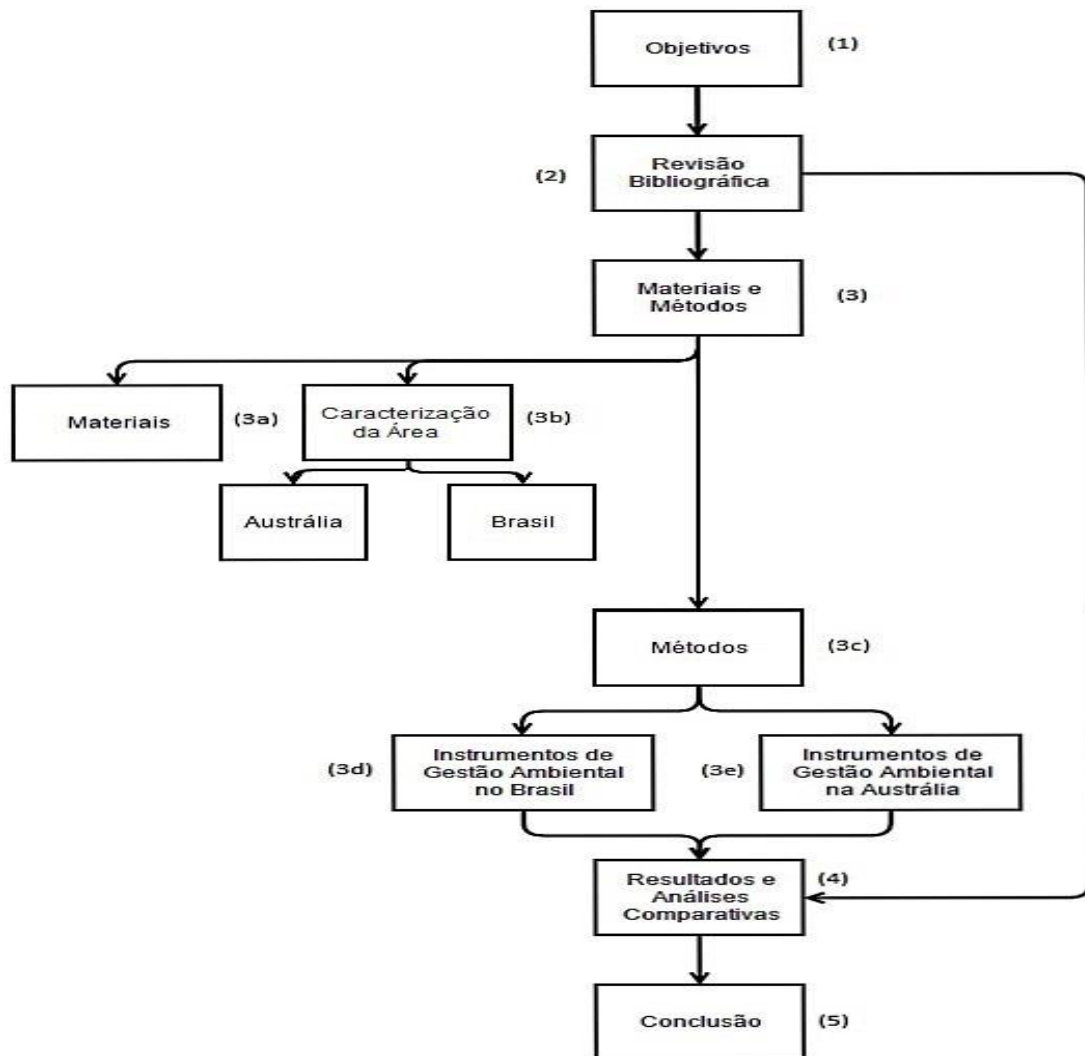 Objetivos
(1)
(2)
Revisão
Bibliográfica
Materiais e
Métodos
(3)
Materiais
(3a)
Caracterização
da Área
(3b)
Austrália
Brasil
Métodos
(3c)
(3d)
Instrumentos de
Gestão Ambiental
no Brasil
(3e)
Instrumentos de
Gestão Ambiental
na Austrália
Resultados e
Análises
Comparativas
(4)
Conclusão
(5)